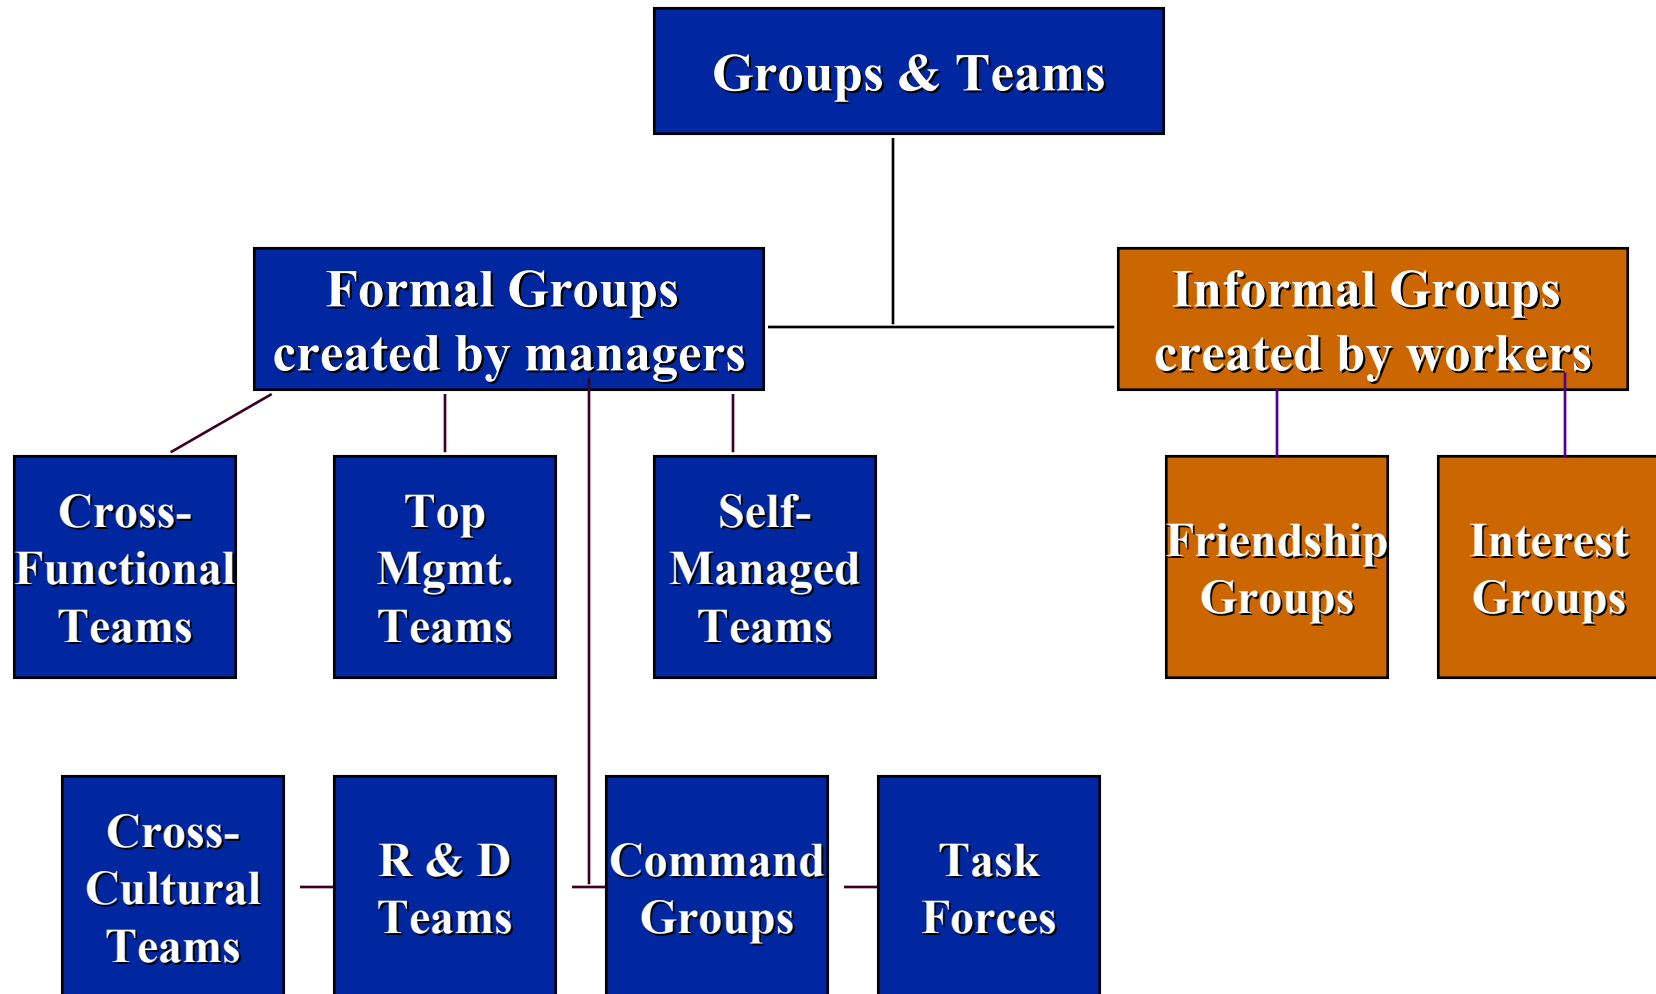 Groups & Teams
Formal Groups
created by managers
Informal Groups
created by workers
Cross-
Functional
Teams
Top
Mgmt.
Teams
Self-
Managed
Teams
Friendship
Groups
Interest
Groups
Cross-
Cultural
Teams
R & D
Teams
Command
Groups
Task
Forces